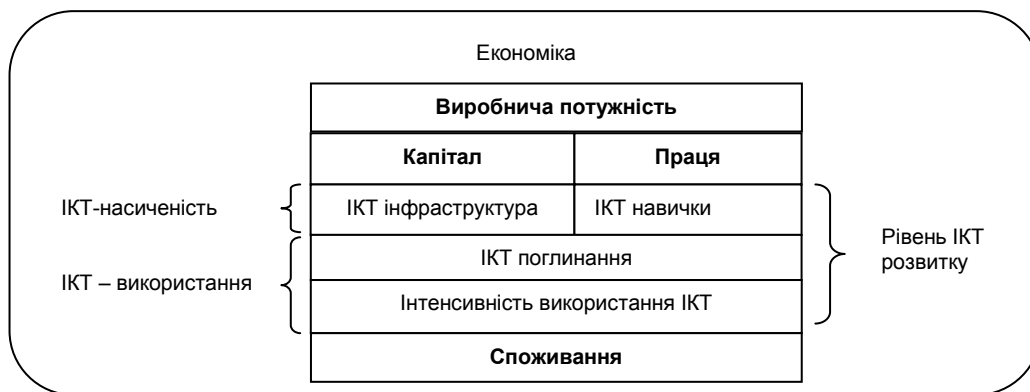 Економіка
Виробнича потужність
Капітал
Праця
ІКТ-насиченість
ІКТ інфраструктура
ІКТ навички
ІКТ поглинання
ІКТ – використання
Інтенсивність використання ІКТ
Рівень ІКТ
розвитку
Споживання